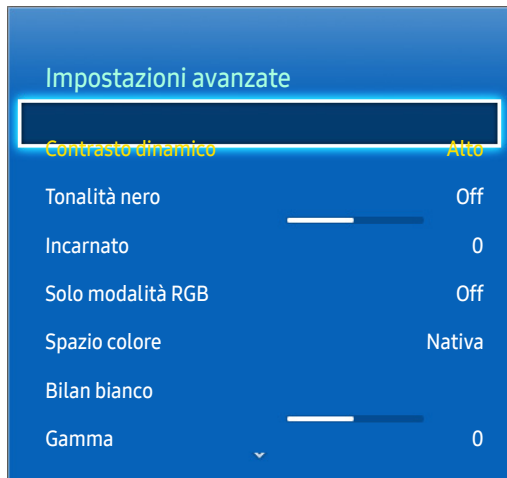 Impostazioni avanzate
Contrasto dinamico Alto
Tonalità nero Off
Incarnato 0
Solo modalità RGB Off
Spazio colore Nativa
Bilan bianco
Gamma 0